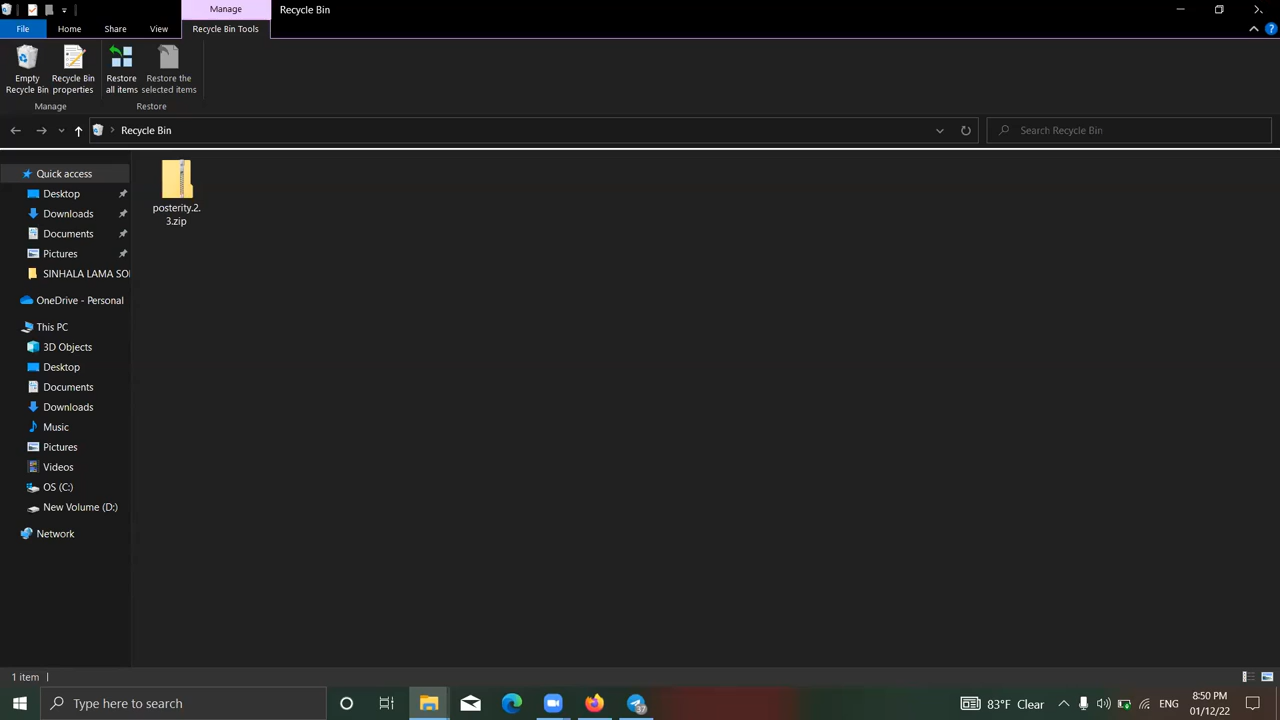 Manage
Recycle Bin
File
Home
Share
View
Recycle Bin Tools
Empty
Recycle Bin
Recycle Bin
properties
Restore
all items
Restore the
selected items
Manage
Restore
Recycle Bin
Search Recycle Bin
Quick access
Desktop
Downloads
Documents
Pictures
SINHALA LAMA SO
OneDrive - Personal
This PC
3D Objects
Desktop
Documents
Downloads
Music
Pictures
Videos
OS (C:)
New Volume (D:)
Network
posterity.2.
3.zip
1 item
Type here to search
37
83°F Clear
ENG
8:50 PM
01/12/22